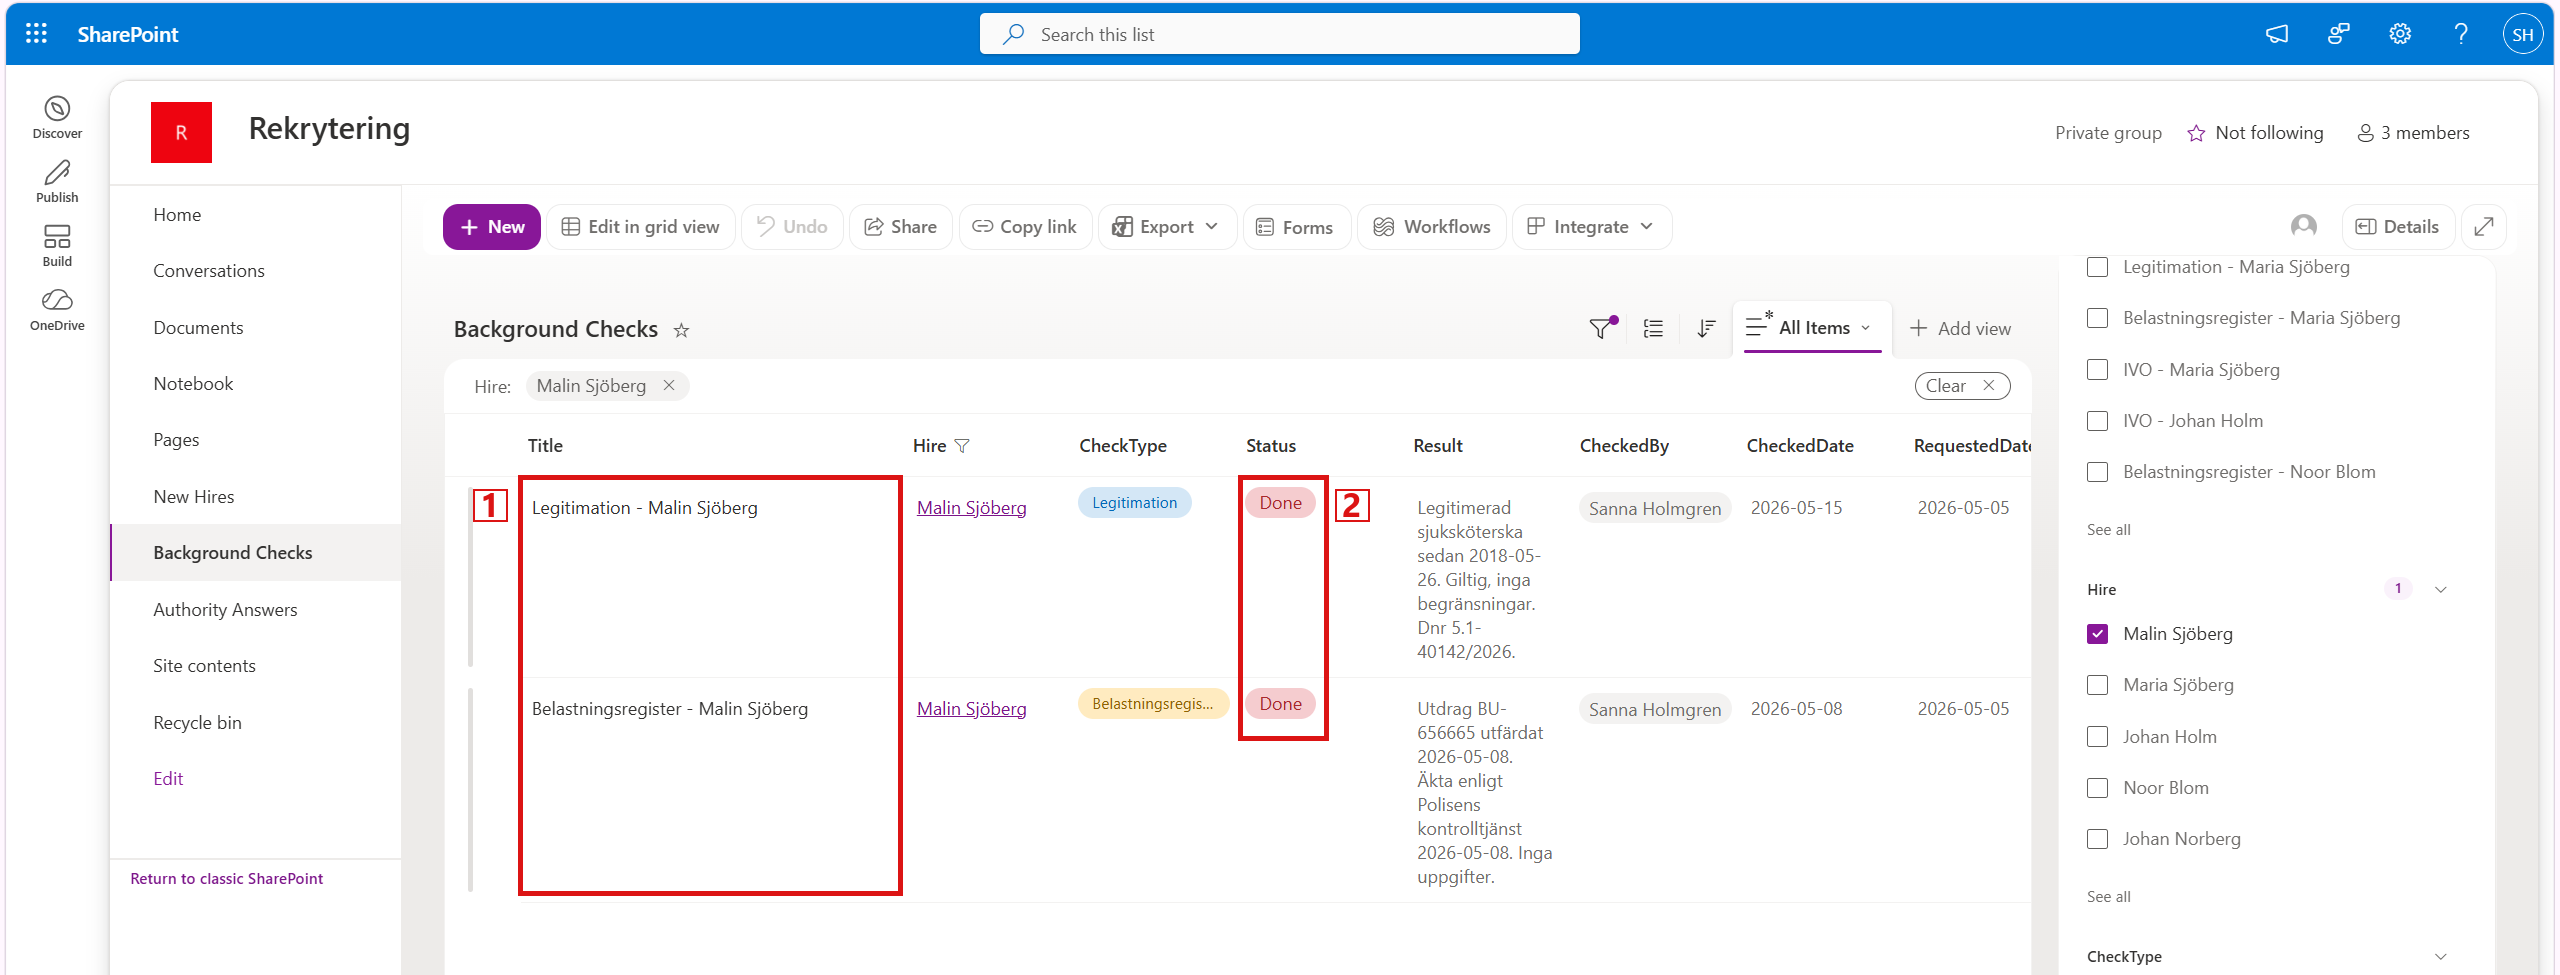 SharePoint
Search this list
SH
Discover
Publish
Build
OneDrive
R
Rekrytering
Private group
Not following
3 members
Home
Conversations
Documents
Notebook
Pages
New Hires
Background Checks
Authority Answers
Site contents
Recycle bin
Edit
Return to classic SharePoint
New
Edit in grid view
Undo
Share
Copy link
Export
Forms
Workflows
Integrate
Details
Background Checks
All Items
Add view
Hire:
Malin Sjöberg
Clear
Title
Hire
CheckType
Status
Result
CheckedBy
CheckedDate
RequestedDate
1
Legitimation - Malin Sjöberg
Malin Sjöberg
Legitimation
Done
2
Legitimerad
sjuksköterska
sedan 2018-05-
26. Giltig, inga
begränsningar.
Dnr 5.1-
40142/2026.
Sanna Holmgren
2026-05-15
2026-05-05
Belastningsregister - Malin Sjöberg
Malin Sjöberg
Belastningsregis...
Done
Utdrag BU-
656665 utfärdat
2026-05-08.
Äkta enligt
Polisens
kontrolltjänst
2026-05-08. Inga
uppgifter.
Sanna Holmgren
2026-05-08
2026-05-05
Legitimation - Maria Sjöberg
Belastningsregister - Maria Sjöberg
IVO - Maria Sjöberg
IVO - Johan Holm
Belastningsregister - Noor Blom
See all
Hire
1
Malin Sjöberg
Maria Sjöberg
Johan Holm
Noor Blom
Johan Norberg
See all
CheckType